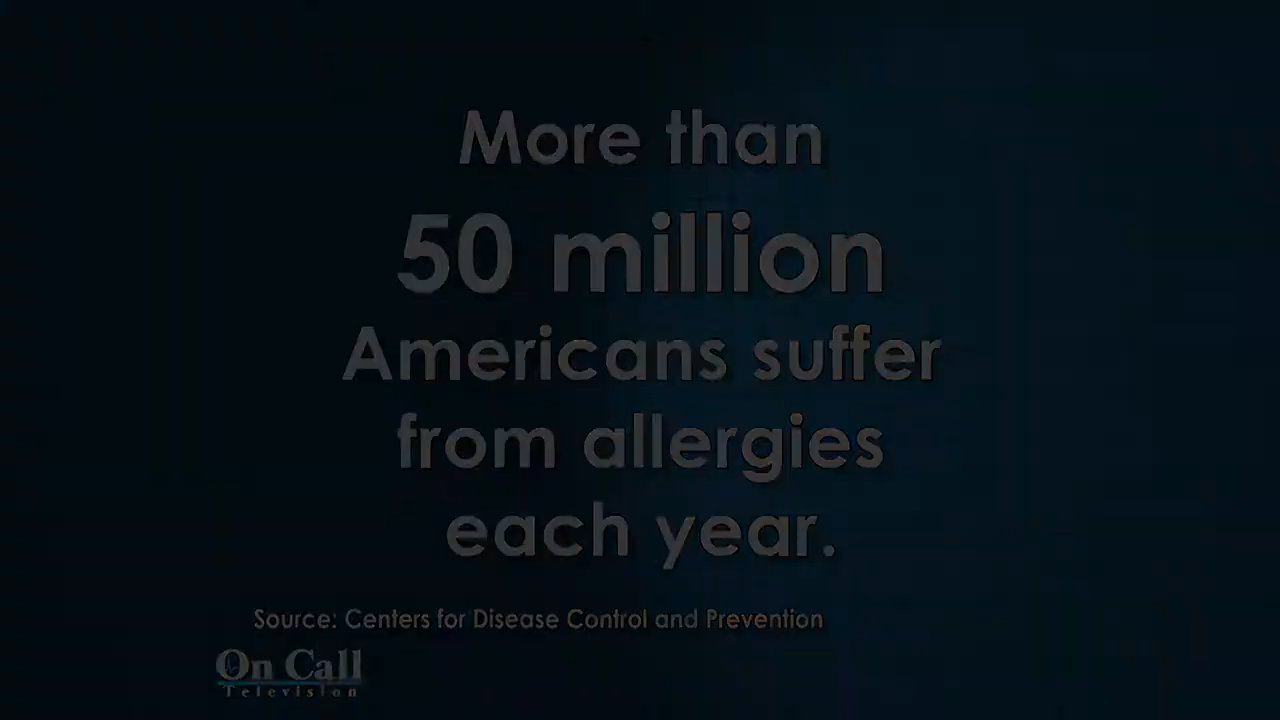 More than
50 million
Americans suffer
from allergies
each year.
Source: Centers for Disease Control and Prevention
On Call
Television